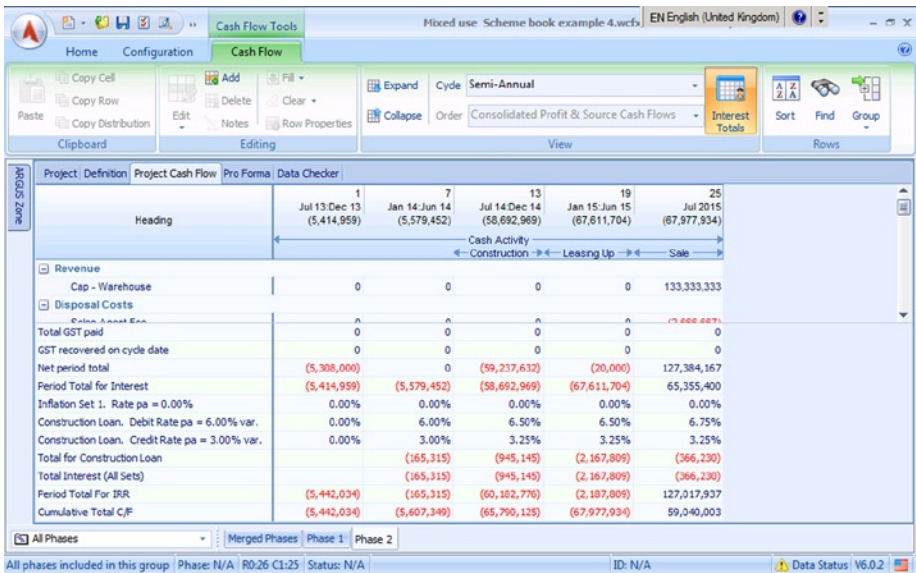 Cash Flow Tools Mixed use Scheme book example 4.wcfx EN English (United Kingdom)
Home Configuration Cash Flow
Paste Copy Cell Edit Add Fill Expand Cycle Semi-Annual Interest Totals Sort Find Group
Copy Row Delete Clear Collapse Order Consolidated Profit & Source Cash Flows
Copy Distribution Notes Row Properties
Clipboard Editing View Rows
ARGUS Zone
Project Definition Project Cash Flow Pro Forma Data Checker
1 7 13 19 25
Jul 13:Dec 13 Jan 14:Jun 14 Jul 14:Dec 14 Jan 15:Jun 15 Jul 2015
Heading (5,414,959) (5,579,452) (58,692,969) (67,611,704) (67,977,934)
Cash Activity
Construction Leasing Up Sale
Revenue
Cap - Warehouse 0 0 0 0 133,333,333
Disposal Costs
Sales Agent Fee 0 0 0 0 (2,666,667)
Total GST paid 0 0 0 0 0
GST recovered on cycle date 0 0 0 0 0
Net period total (5,308,000) 0 (59,237,632) (20,000) 127,384,167
Period Total for Interest (5,414,959) (5,579,452) (58,692,969) (67,611,704) 65,355,400
Inflation Set 1. Rate pa = 0.00% 0.00% 0.00% 0.00% 0.00% 0.00%
Construction Loan. Debit Rate pa = 6.00% var. 0.00% 6.00% 6.50% 6.50% 6.75%
Construction Loan. Credit Rate pa = 3.00% var. 0.00% 3.00% 3.25% 3.25% 3.25%
Total for Construction Loan (165,315) (945,145) (2,167,809) (366,230)
Total Interest (All Sets) (165,315) (945,145) (2,167,809) (366,230)
Period Total For IRR (5,442,034) (165,315) (60,182,776) (2,187,809) 127,017,937
Cumulative Total C/F (5,442,034) (5,607,349) (65,790,125) (67,977,934) 59,040,003
All Phases Merged Phases Phase 1 Phase 2
All phases included in this group Phase: N/A R0:26 C1:25 Status: N/A ID: N/A Data Status V6.0.2